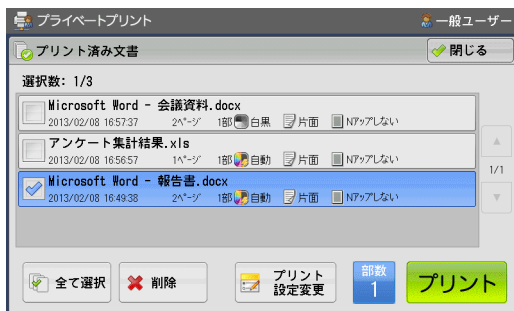 プライベートプリント 一般ユーザー
プリント済み文書 閉じる
選択数: 1/3
Microsoft Word - 会議資料.docx
2013/02/08 16:57:37 2ページ 1部 白黒 片面 Nアップしない
アンケート集計結果.xls
2013/02/08 16:56:57 1ページ 1部 自動 片面 Nアップしない
1/1
Microsoft Word - 報告書.docx
2013/02/08 16:49:38 2ページ 1部 自動 片面 Nアップしない
全て選択 削除 プリント 部数 プリント
設定変更 1